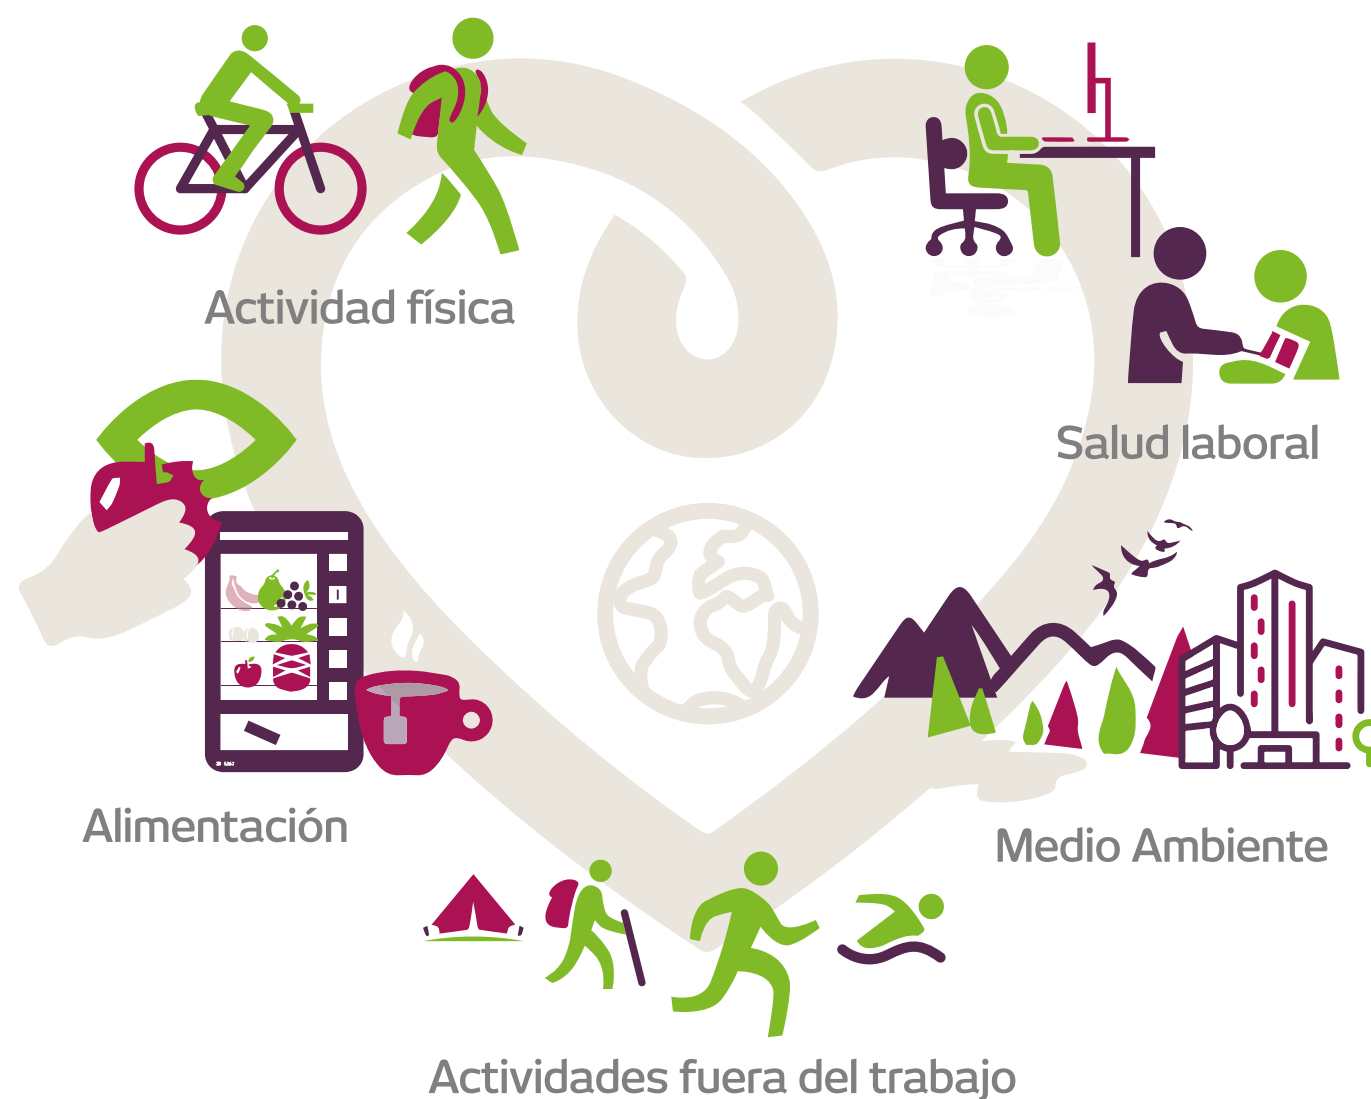 Actividad física
Salud laboral
Alimentación
Medio Ambiente
Actividades fuera del trabajo